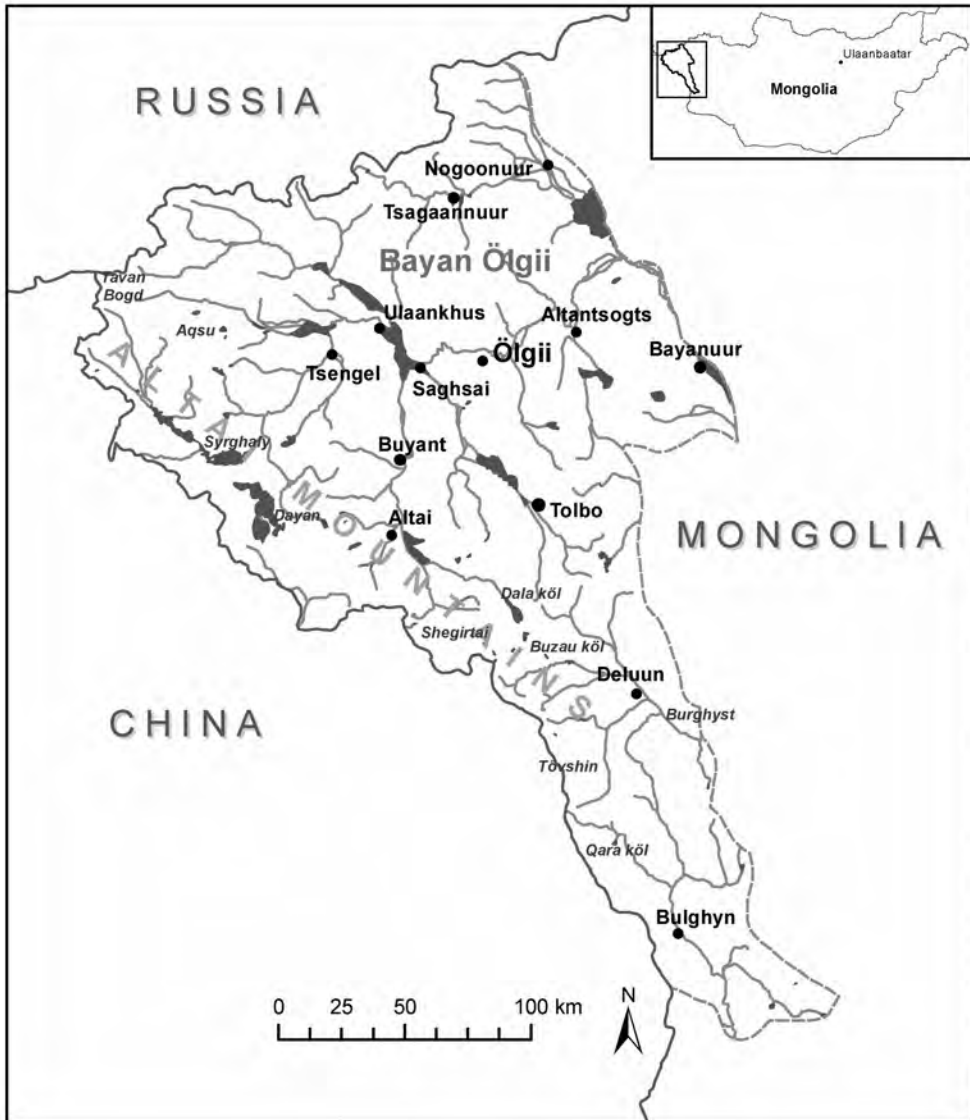 RUSSIA
Ulaanbaatar
Mongolia
Nogoonuur
Tsagaannuur
Bayan Ölgii
Tavan
Bogd
Aqsu
Ulaankhus
Altantsogts
Ölgii
Bayanuur
Tsengel
Saghsai
Syrghaly
Buyant
Dayan
Altai
Tolbo
MONGOLIA
AKA MOUNTAINS
Dala köl
Shegirtai
Buzau köl
Deluun
Burghyst
CHINA
Tövshin
Qara köl
Bulghyn
0 25 50 100 km
N